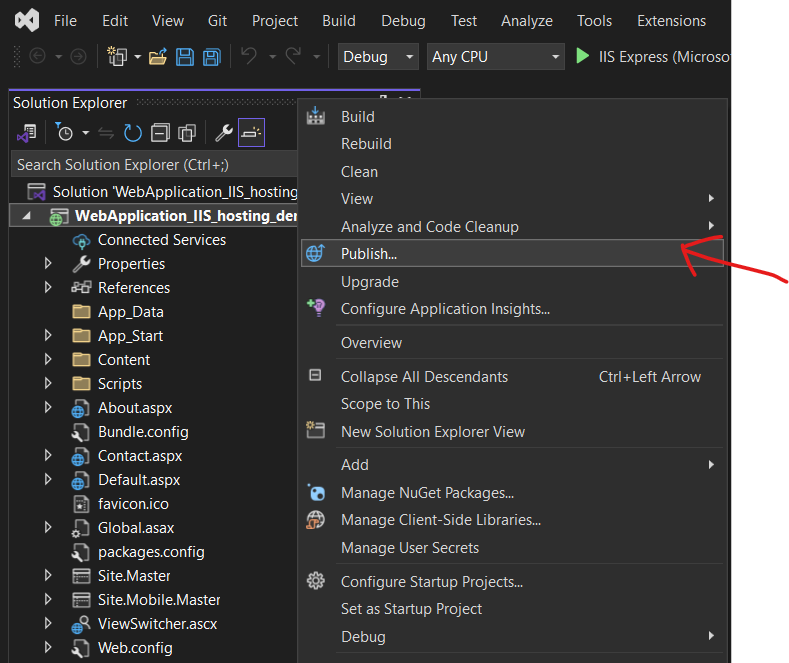 File Edit View Git Project Build Debug Test Analyze Tools Extensions
Debug Any CPU IIS Express (Microso
Solution Explorer
Search Solution Explorer (Ctrl+;)
Solution 'WebApplication_IIS_hosting
WebApplication_IIS_hosting_der
Connected Services
Properties
References
App_Data
App_Start
Content
Scripts
About.aspx
Bundle.config
Contact.aspx
Default.aspx
favicon.ico
Global.asax
packages.config
Site.Master
Site.Mobile.Master
ViewSwitcher.ascx
Web.config
Build
Rebuild
Clean
View
Analyze and Code Cleanup
Publish...
Upgrade
Configure Application Insights...
Overview
Collapse All Descendants Ctrl+Left Arrow
Scope to This
New Solution Explorer View
Add
Manage NuGet Packages...
Manage Client-Side Libraries...
Manage User Secrets
Configure Startup Projects...
Set as Startup Project
Debug